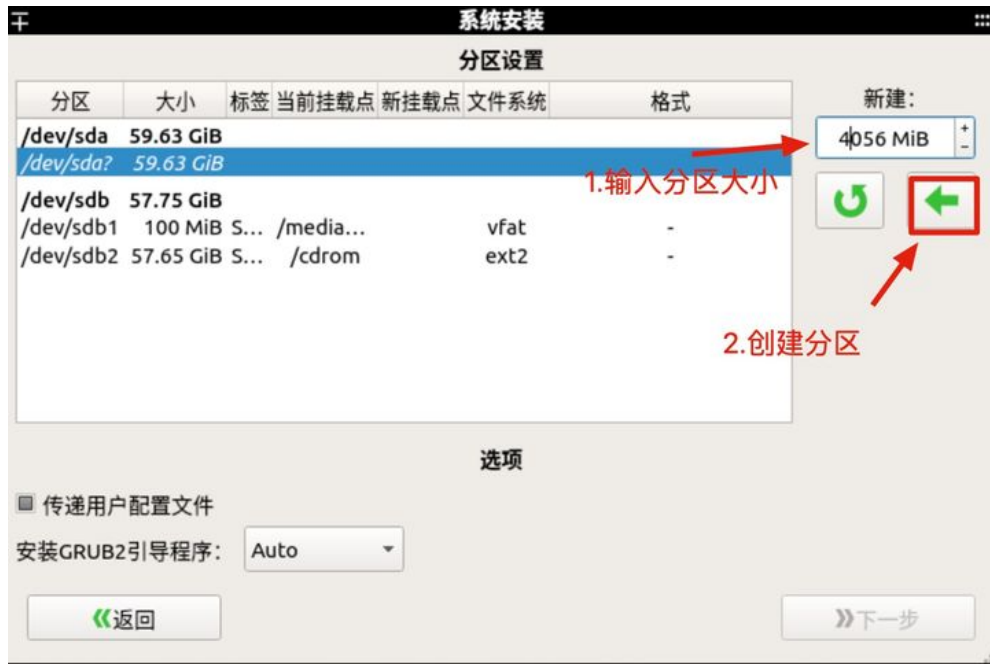 系统安装
分区设置
分区 大小 标签 当前挂载点 新挂载点 文件系统 格式
新建：
/dev/sda 59.63 GiB
4056 MiB
/dev/sda? 59.63 GiB
1.输入分区大小
/dev/sdb 57.75 GiB
/dev/sdb1 100 MiB S... /media... vfat -
/dev/sdb2 57.65 GiB S... /cdrom ext2 -
2.创建分区
选项
传递用户配置文件
安装GRUB2引导程序： Auto
返回
下一步